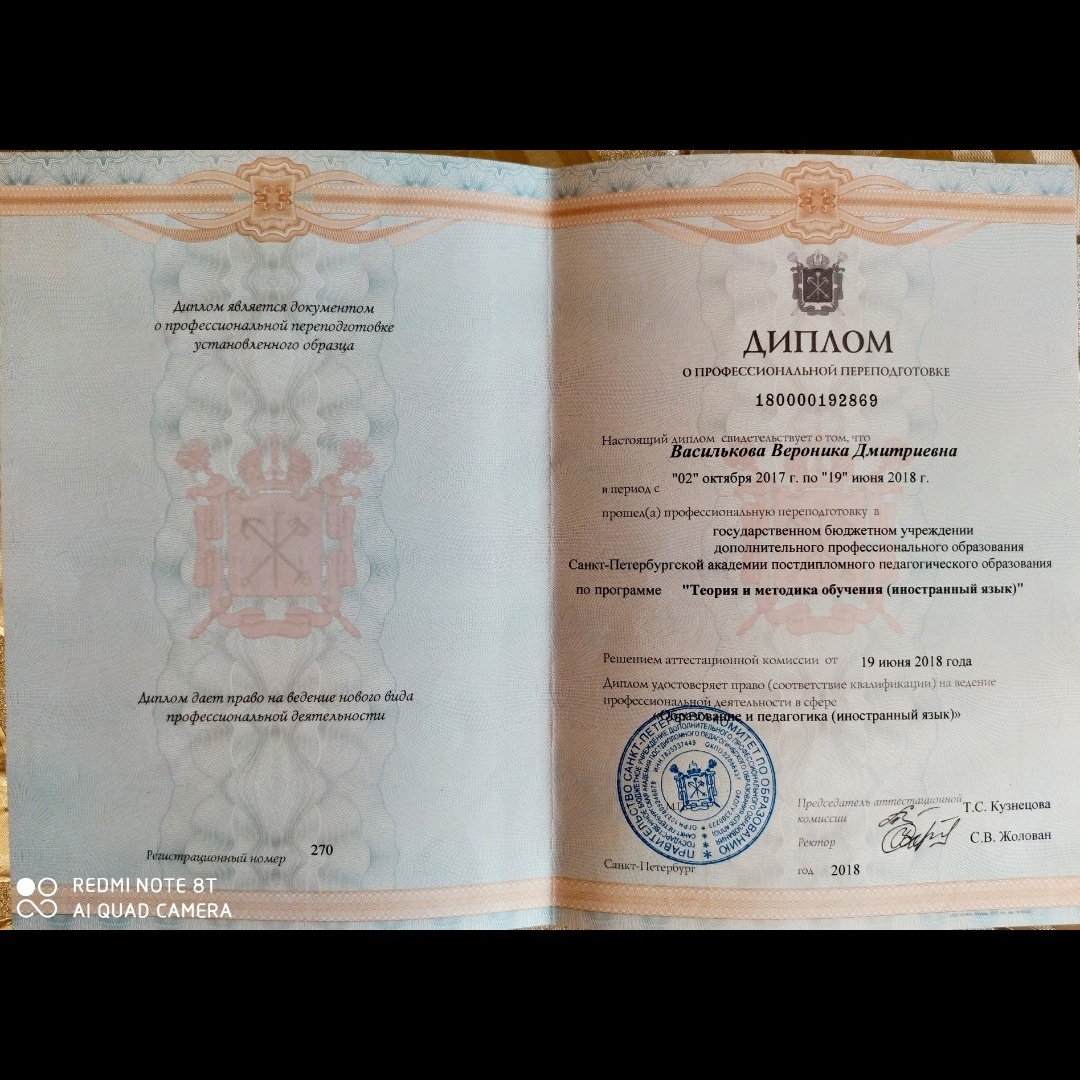 Диплом является документом
о профессиональной переподготовке
установленного образца
Диплом дает право на ведение нового вида
профессиональной деятельности
Регистрационный номер 270
REDMI NOTE 8T
AI QUAD CAMERA
ДИПЛОМ
О ПРОФЕССИОНАЛЬНОЙ ПЕРЕПОДГОТОВКЕ
180000192869
Настоящий диплом свидетельствует о том, что
Василькова Вероника Дмитриевна
в период с "02" октября 2017 г. по "19" июня 2018 г.
прошел(а) профессиональную переподготовку в
государственном бюджетном учреждении
дополнительного профессионального образования
Санкт-Петербургской академии постдипломного педагогического образования
по программе "Теория и методика обучения (иностранный язык)"
Решением аттестационной комиссии от 19 июня 2018 года
Диплом удостоверяет право (соответствие квалификации) на ведение
профессиональной деятельности в сфере
«Образование и педагогика (иностранный язык)»
ПРАВИТЕЛЬСТВО САНКТ-ПЕТЕРБУРГА КОМИТЕТ ПО ОБРАЗОВАНИЮ
Председатель аттестационной
комиссии Т.С. Кузнецова
Ректор С.В. Жолован
Санкт-Петербург год 2018